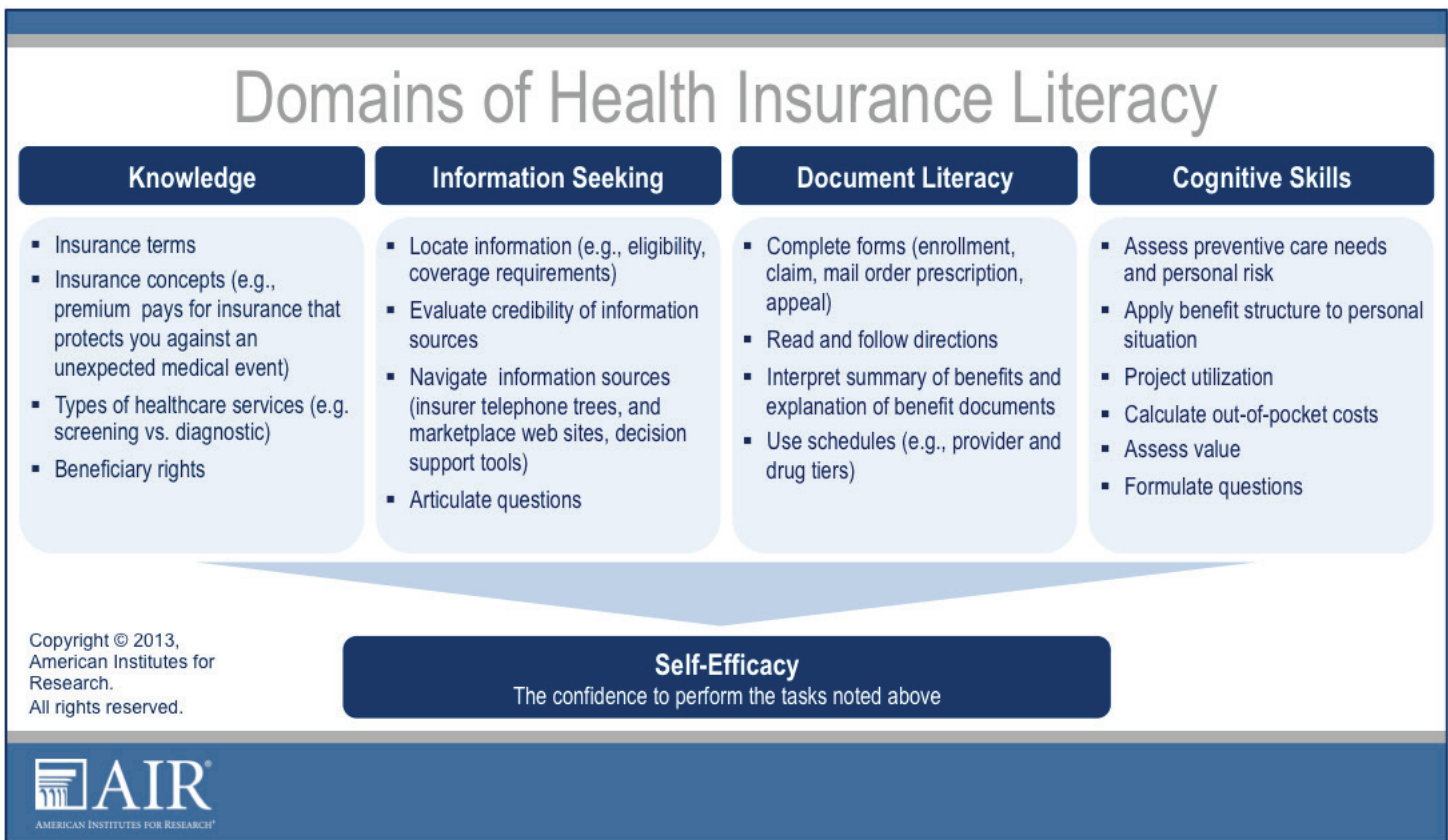 Domains of Health Insurance Literacy
Knowledge
▪ Insurance terms
▪ Insurance concepts (e.g.,
premium pays for insurance that
protects you against an
unexpected medical event)
▪ Types of healthcare services (e.g.
screening vs. diagnostic)
▪ Beneficiary rights
Information Seeking
▪ Locate information (e.g., eligibility,
coverage requirements)
▪ Evaluate credibility of information
sources
▪ Navigate information sources
(insurer telephone trees, and
marketplace web sites, decision
support tools)
▪ Articulate questions
Document Literacy
▪ Complete forms (enrollment,
claim, mail order prescription,
appeal)
▪ Read and follow directions
▪ Interpret summary of benefits and
explanation of benefit documents
▪ Use schedules (e.g., provider and
drug tiers)
Cognitive Skills
▪ Assess preventive care needs
and personal risk
▪ Apply benefit structure to personal
situation
▪ Project utilization
▪ Calculate out-of-pocket costs
▪ Assess value
▪ Formulate questions
Self-Efficacy
The confidence to perform the tasks noted above
Copyright © 2013,
American Institutes for
Research.
All rights reserved.
AIR®
AMERICAN INSTITUTES FOR RESEARCH®